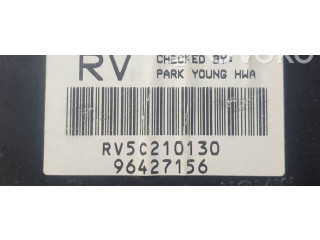 RV
CHECKED BY:
PARK YOUNG HWA
RV5C210130
96427156